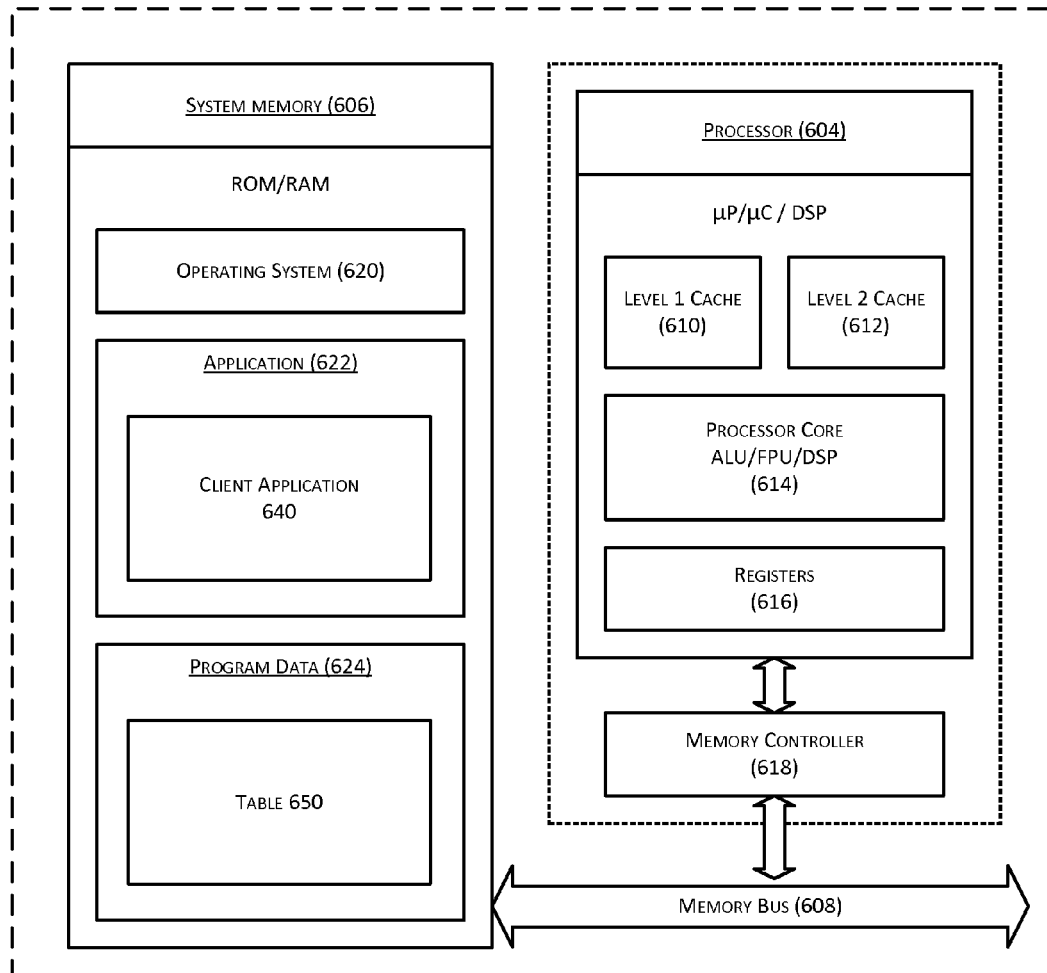 SYSTEM MEMORY (606)
ROM/RAM
OPERATING SYSTEM (620)
APPLICATION (622)
CLIENT APPLICATION
640
PROGRAM DATA (624)
TABLE 650
PROCESSOR (604)
µP/µC / DSP
LEVEL 1 CACHE
(610)
LEVEL 2 CACHE
(612)
PROCESSOR CORE
ALU/FPU/DSP
(614)
REGISTERS
(616)
MEMORY CONTROLLER
(618)
MEMORY BUS (608)